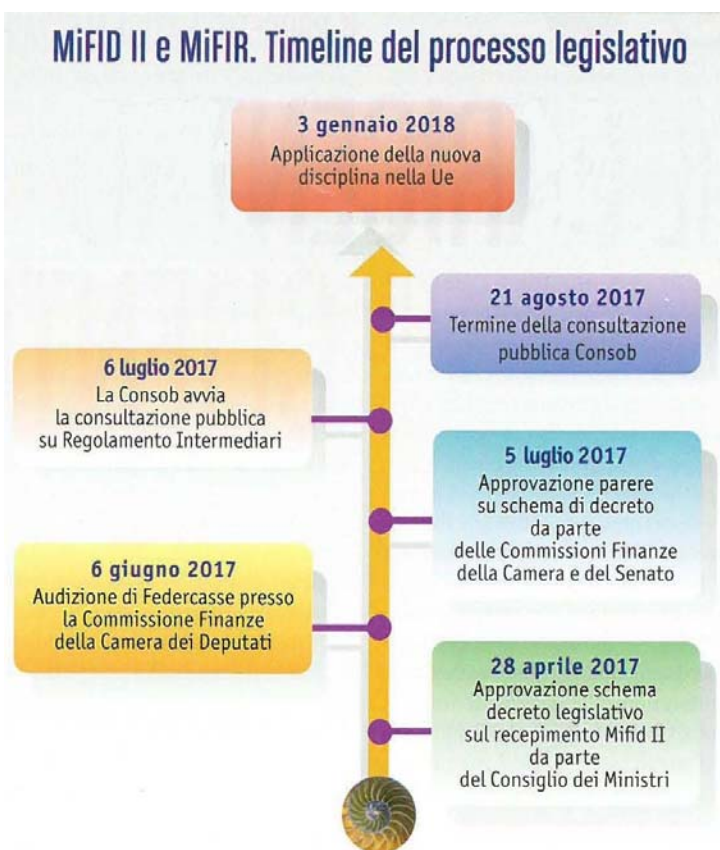 MiFID II e MiFIR. Timeline del processo legislativo
3 gennaio 2018
Applicazione della nuova
disciplina nella Ue
21 agosto 2017
Termine della consultazione
pubblica Consob
6 luglio 2017
La Consob avvia
la consultazione pubblica
su Regolamento Intermediari
5 luglio 2017
Approvazione parere
su schema di decreto
da parte
delle Commissioni Finanze
della Camera e del Senato
6 giugno 2017
Audizione di Federcasse presso
la Commissione Finanze
della Camera dei Deputati
28 aprile 2017
Approvazione schema
decreto legislativo
sul recepimento Mifid II
da parte
del Consiglio dei Ministri